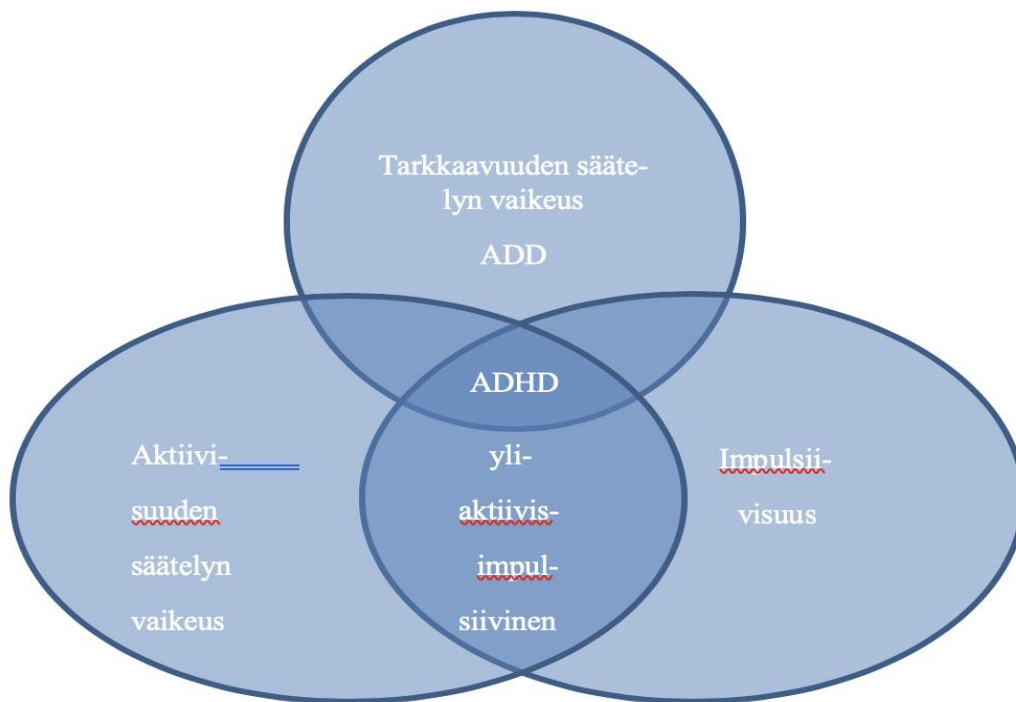 Tarkkaavuuden sääte-
lyn vaikeus
ADD
ADHD
Aktiivi-
suuden
säätelyn
vaikeus
yli-
aktiivis-
impul-
siivinen
Impulsii-
visuus